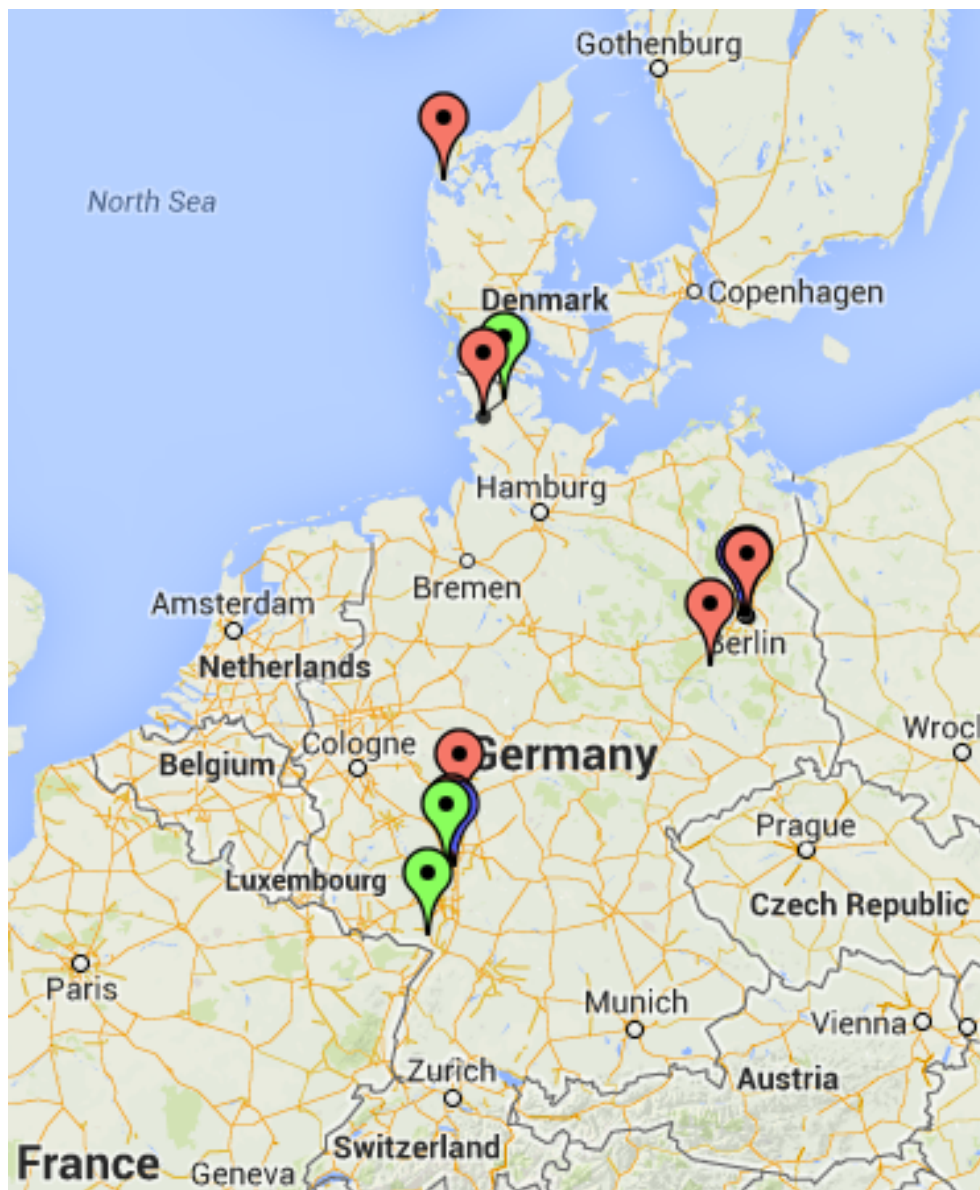 Gothenburg
North Sea
Denmark
Copenhagen
Hamburg
Bremen
Amsterdam
Berlin
Netherlands
Cologne
Germany
Belgium
Wrocl
Prague
Luxembourg
Czech Republic
Paris
Munich
Vienna
Zurich
Austria
Switzerland
France
Geneva